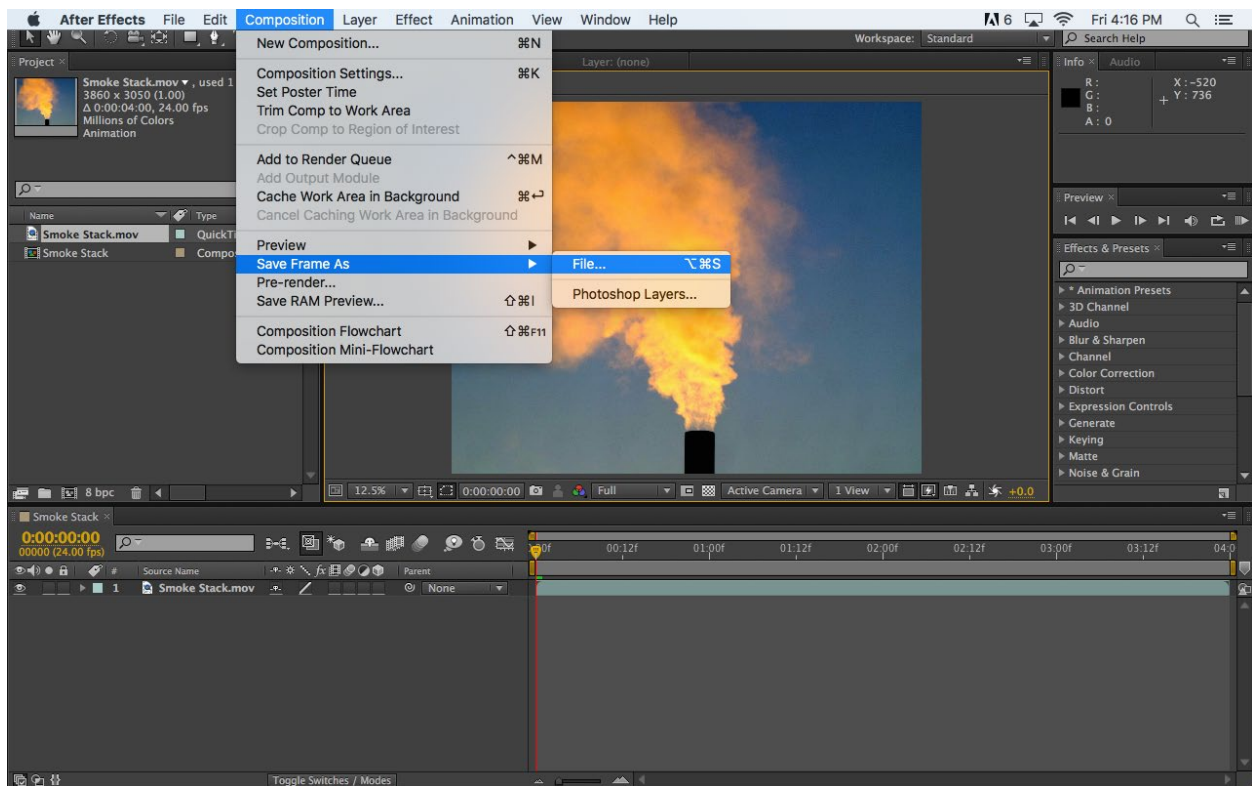 After Effects File Edit Composition Layer Effect Animation View Window Help 6 Fri 4:16 PM
Workspace: Standard Search Help
New Composition... ⌘N
Composition Settings... ⌘K
Set Poster Time
Trim Comp to Work Area
Crop Comp to Region of Interest
Add to Render Queue ^⌘M
Add Output Module
Cache Work Area in Background ⌘↩
Cancel Caching Work Area in Background
Preview
Save Frame As
Pre-render...
Save RAM Preview... ⇧⌘I
Composition Flowchart ⇧⌘F11
Composition Mini-Flowchart
File... ⌥⌘S
Photoshop Layers...
Project
Smoke Stack.mov , used 1
3860 x 3050 (1.00)
Δ 0:00:04:00, 24.00 fps
Millions of Colors
Animation
Name Type
Smoke Stack.mov QuickTi
Smoke Stack Compo
8 bpc
Layer: (none)
12.5% 0:00:00:00 Full Active Camera 1 View +0.0
Info Audio
R : X : -520
G : + Y : 736
B :
A : 0
Preview
Effects & Presets
* Animation Presets
3D Channel
Audio
Blur & Sharpen
Channel
Color Correction
Distort
Expression Controls
Generate
Keying
Matte
Noise & Grain
Smoke Stack
0:00:00:00
00000 (24.00 fps)
00:12f 01:00f 01:12f 02:00f 02:12f 03:00f 03:12f 04:0
# Source Name fx Parent
1 Smoke Stack.mov None
Toggle Switches / Modes